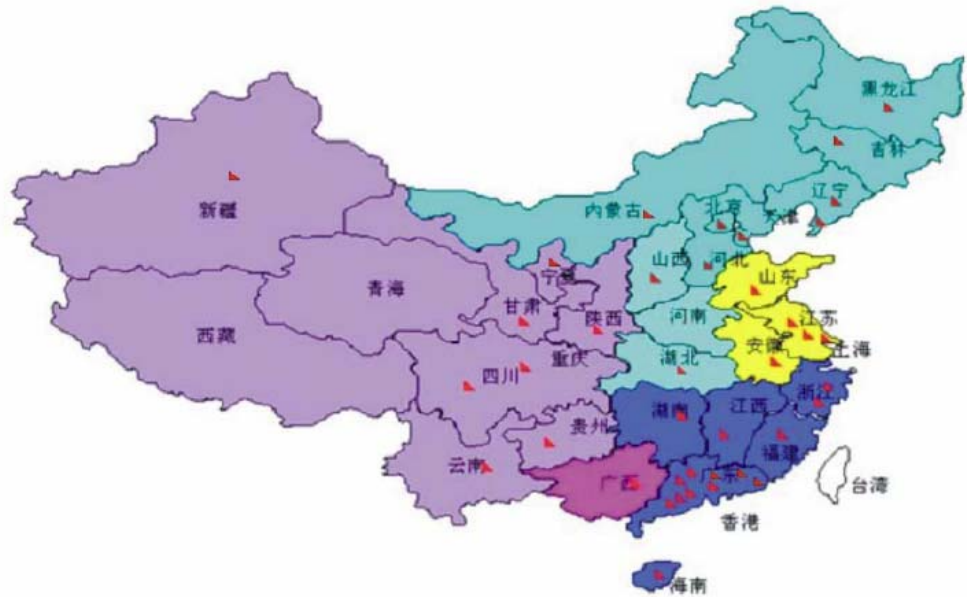 黑龙江
吉林
辽宁
内蒙古
北京
天津
新疆
山西
河北
宁夏
山东
青海
甘肃
陕西
河南
江苏
西藏
安徽
上海
重庆
湖北
四川
浙江
湖南
江西
贵州
福建
云南
广西
广东
台湾
香港
海南